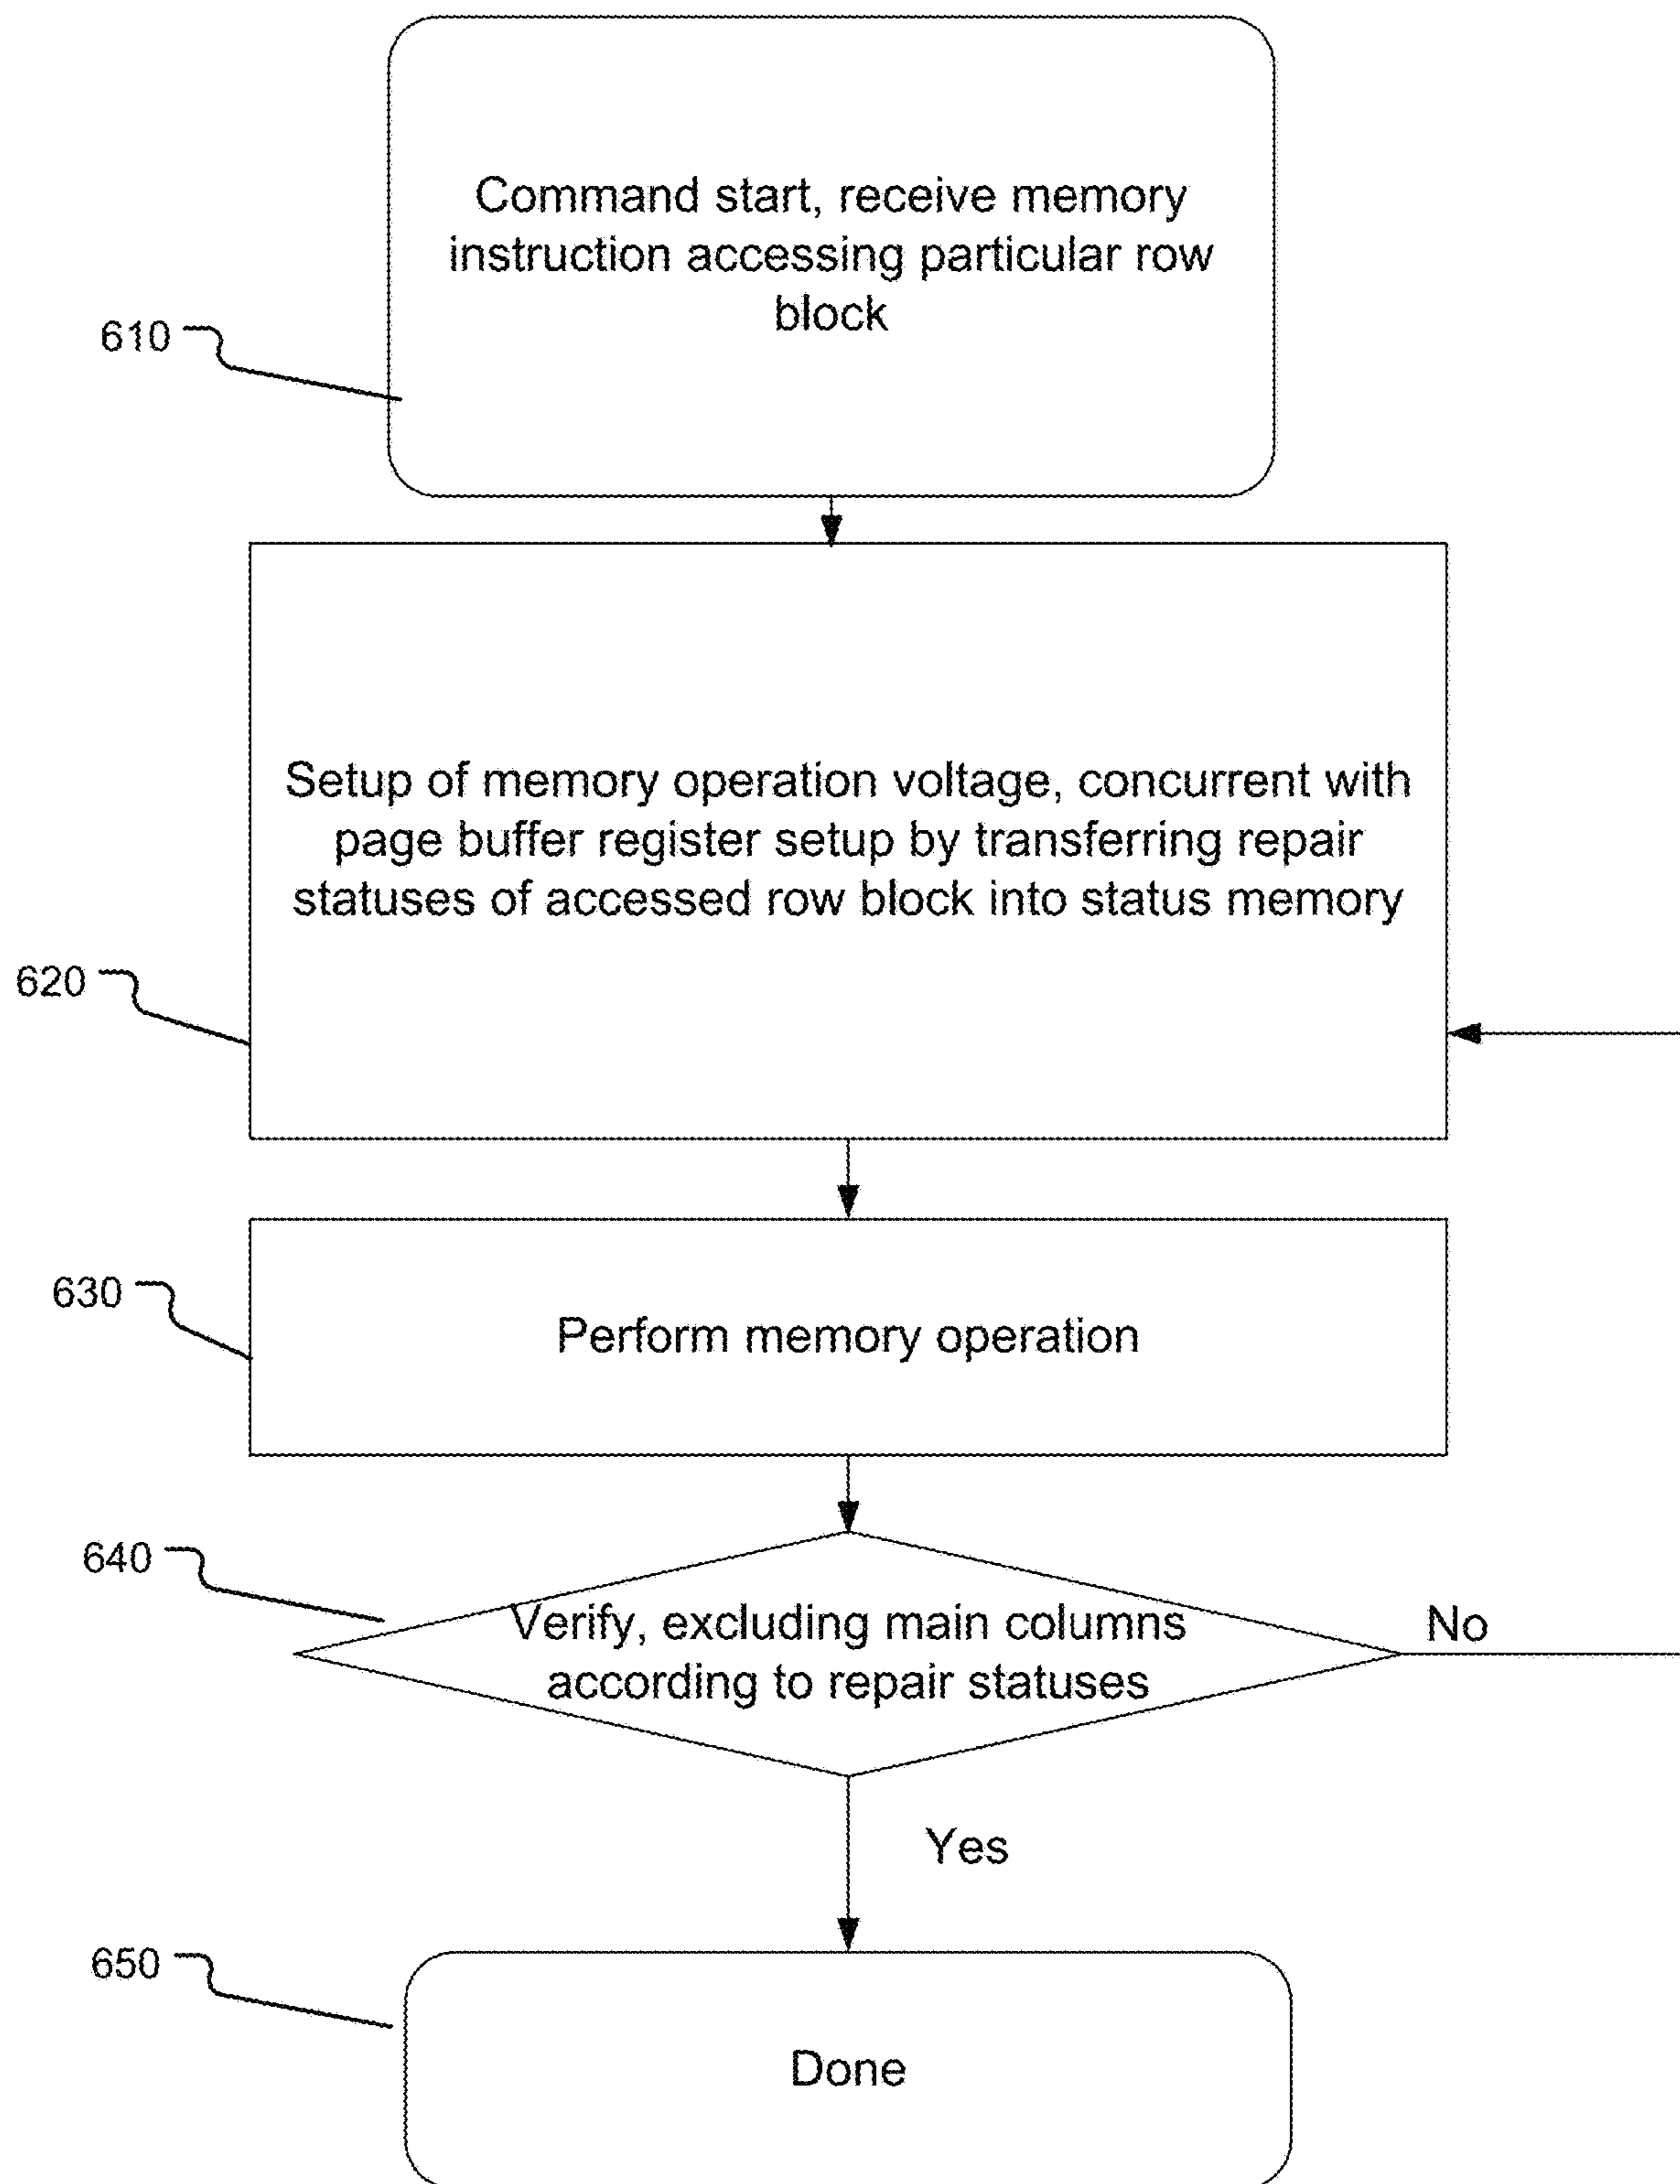 Command start, receive memory
instruction accessing particular row
block
610
Setup of memory operation voltage, concurrent with
page buffer register setup by transferring repair
statuses of accessed row block into status memory
620
630
Perform memory operation
640
Verify, excluding main columns
according to repair statuses
No
Yes
650
Done